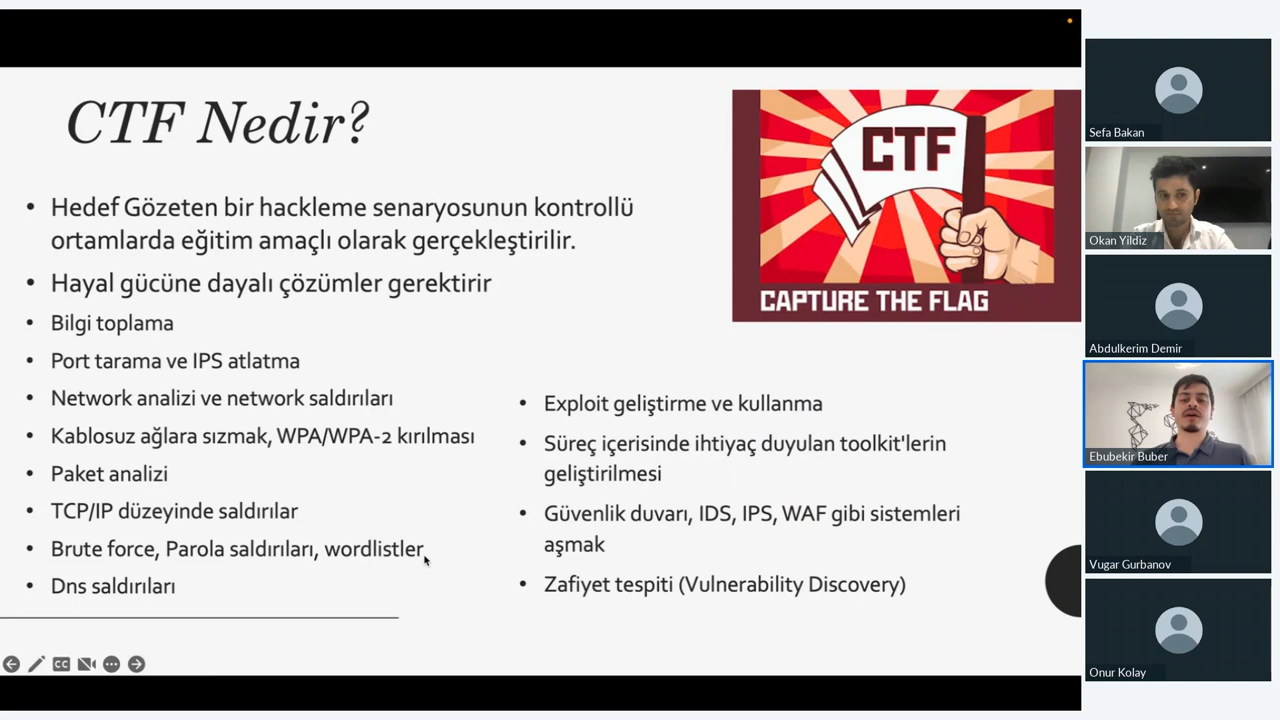 CTF Nedir?
• Hedef Gözeten bir hackleme senaryosunun kontrollü
ortamlarda eğitim amaçlı olarak gerçekleştirilir.
• Hayal gücüne dayalı çözümler gerektirir
• Bilgi toplama
• Port tarama ve IPS atlatma
• Network analizi ve network saldırıları
• Kablosuz ağlara sızmak, WPA/WPA-2 kırılması
• Paket analizi
• TCP/IP düzeyinde saldırılar
• Brute force, Parola saldırıları, wordlistler
• Dns saldırıları
CTF
CAPTURE THE FLAG
• Exploit geliştirme ve kullanma
• Süreç içerisinde ihtiyaç duyulan toolkit'lerin
geliştirilmesi
• Güvenlik duvarı, IDS, IPS, WAF gibi sistemleri
aşmak
• Zafiyet tespiti (Vulnerability Discovery)
CC
Sefa Bakan
Okan Yildiz
Abdulkerim Demir
Ebubekir Buber
Vugar Gurbanov
Onur Kolay